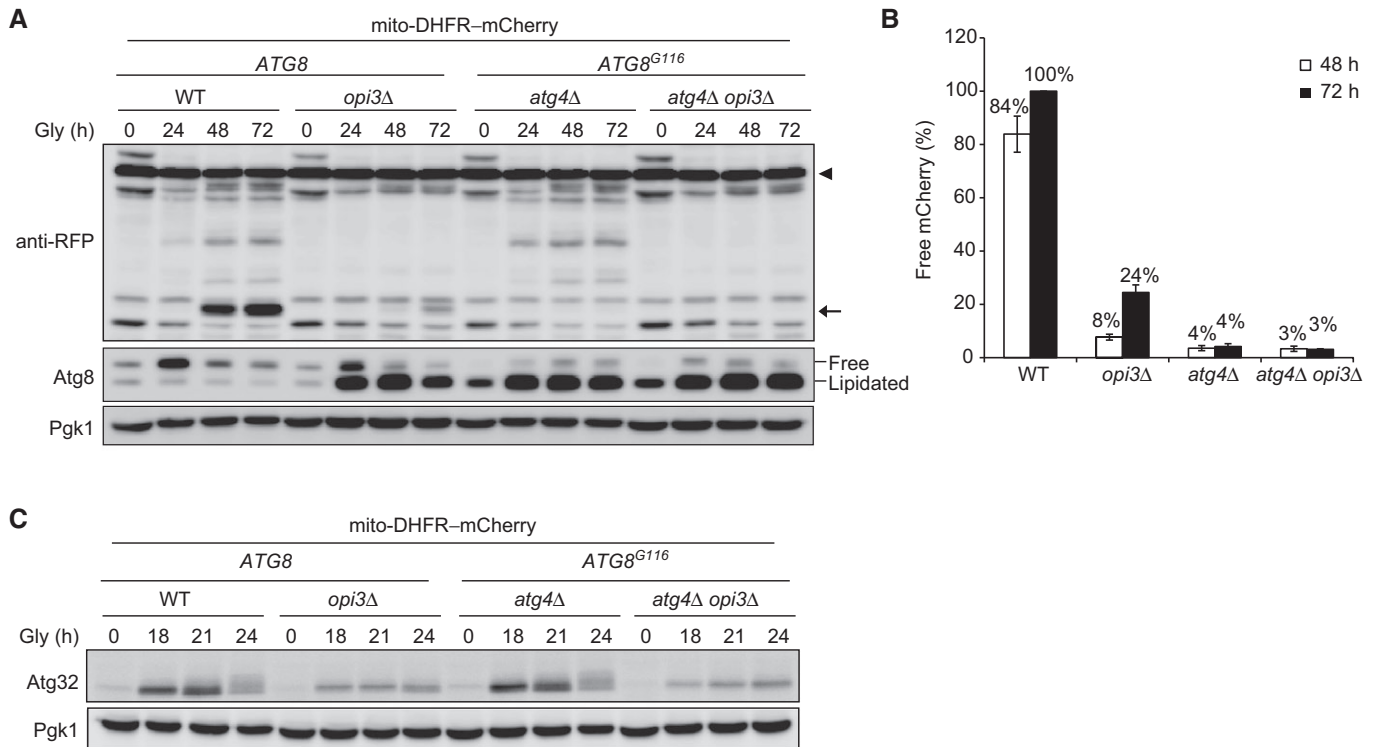 A
mito-DHFR–mCherry
ATG8 ATG8^G116
WT opi3Δ atg4Δ atg4Δ opi3Δ
Gly (h) 0 24 48 72 0 24 48 72 0 24 48 72 0 24 48 72
anti-RFP
Atg8
Free
Lipidated
Pgk1
B
Free mCherry (%)
120
100
80
60
40
20
0
84% 100%
8% 24%
4% 4%
3% 3%
WT opi3Δ atg4Δ atg4Δ opi3Δ
48 h
72 h
C
mito-DHFR–mCherry
ATG8 ATG8^G116
WT opi3Δ atg4Δ atg4Δ opi3Δ
Gly (h) 0 18 21 24 0 18 21 24 0 18 21 24 0 18 21 24
Atg32
Pgk1